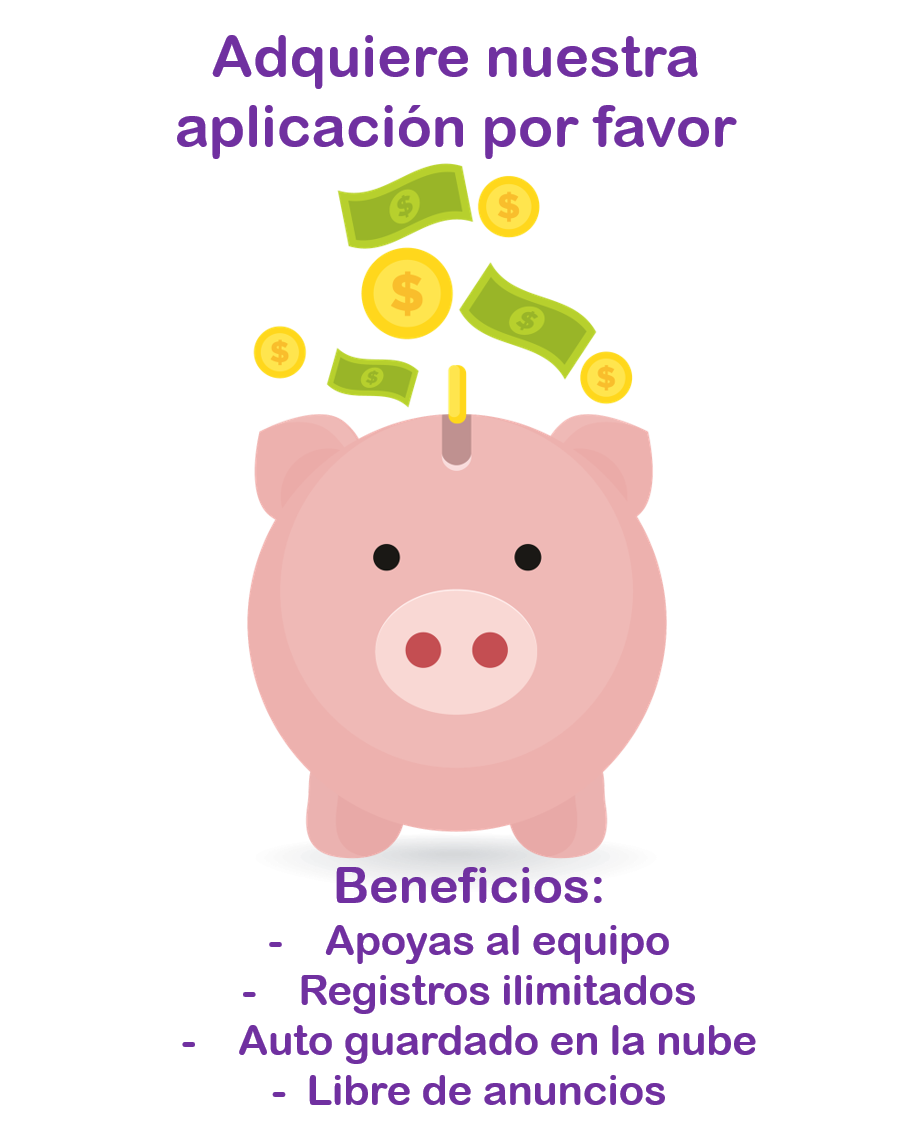 Adquiere nuestra
aplicación por favor
$
$
$
$
$
$
$
Beneficios:
- Apoyas al equipo
- Registros ilimitados
- Auto guardado en la nube
- Libre de anuncios